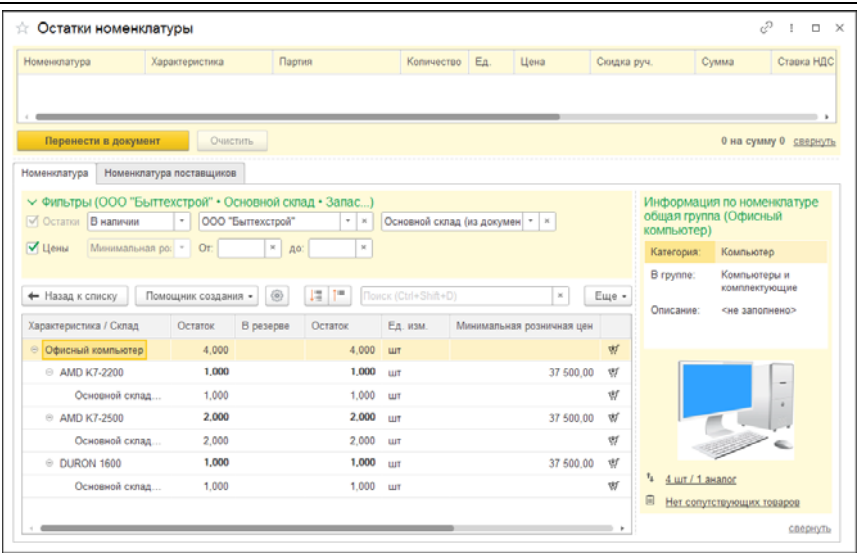 Остатки номенклатуры
Номенклатура Характеристика Партия Количество Ед. Цена Скидка руч. Сумма Ставка НДС
Перенести в документ Очистить 0 на сумму 0 свернуть
Номенклатура Номенклатура поставщиков
Фильтры (ООО "Быттехстрой" • Основной склад • Запас...)
Остатки В наличии ООО "Быттехстрой" Основной склад (из докумен
Цены Минимальная ро: От: до:
Назад к списку Помощник создания Поиск (Ctrl+Shift+D) Еще
Характеристика / Склад Остаток В резерве Остаток Ед. изм. Минимальная розничная цен
Офисный компьютер 4,000 4,000 шт
AMD K7-2200 1,000 1,000 шт 37 500,00
Основной склад... 1,000 1,000 шт
AMD K7-2500 2,000 2,000 шт 37 500,00
Основной склад... 2,000 2,000 шт
DURON 1600 1,000 1,000 шт 37 500,00
Основной склад... 1,000 1,000 шт
Информация по номенклатуре
общая группа (Офисный
компьютер)
Категория: Компьютер
В группе: Компьютеры и
комплектующие
Описание: <не заполнено>
4 шт / 1 аналог
Нет сопутствующих товаров
свернуть